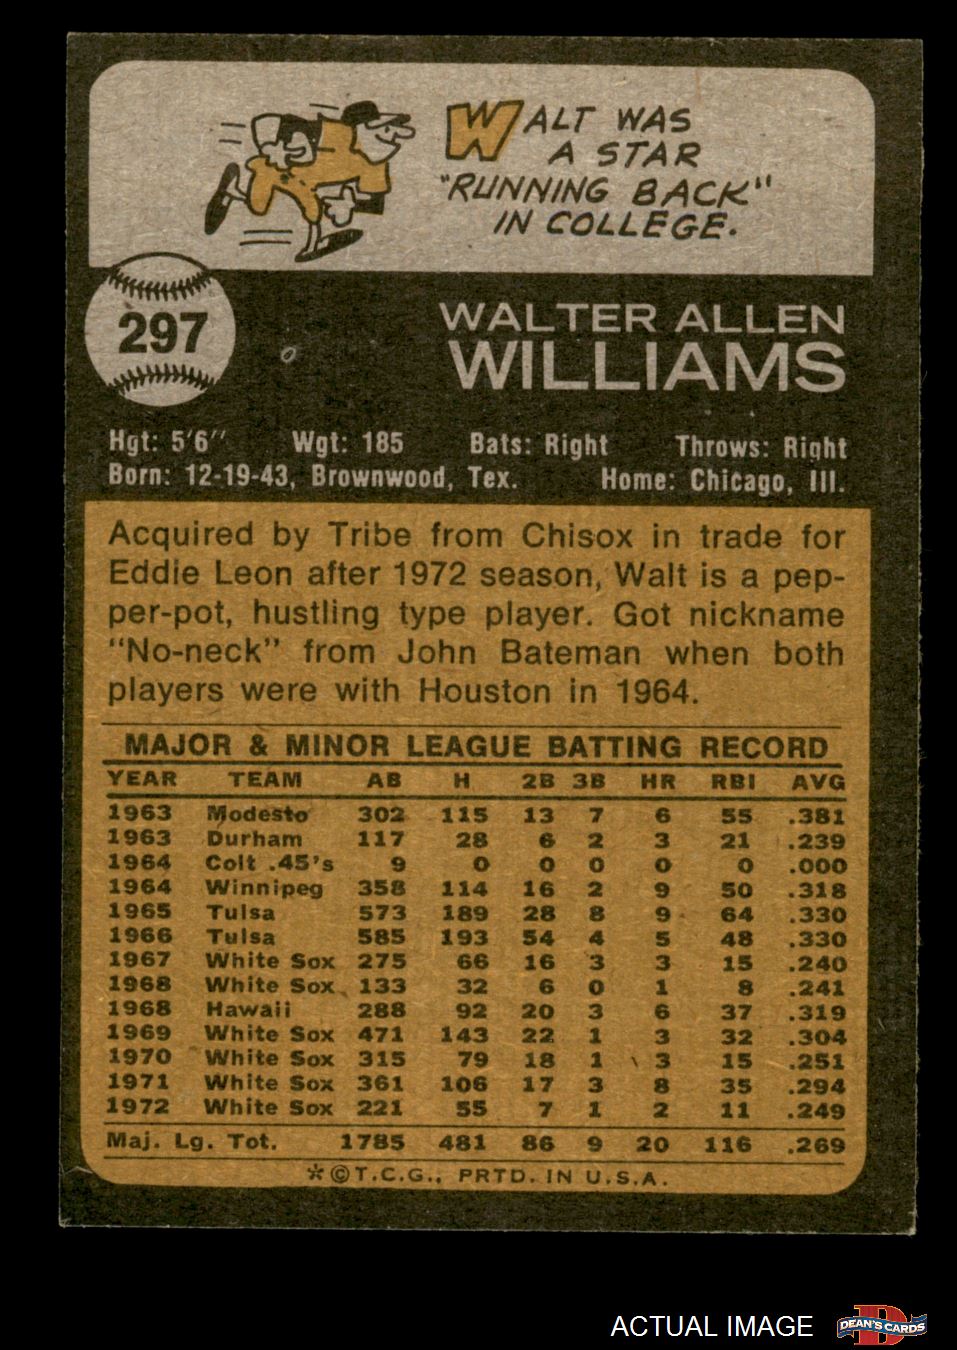 WALT WAS
A STAR
"RUNNING BACK"
IN COLLEGE.
297
WALTER ALLEN
WILLIAMS
Hgt: 5'6" Wgt: 185 Bats: Right Throws: Right
Born: 12-19-43, Brownwood, Tex. Home: Chicago, Ill.
Acquired by Tribe from Chisox in trade for
Eddie Leon after 1972 season, Walt is a pep-
per-pot, hustling type player. Got nickname
"No-neck" from John Bateman when both
players were with Houston in 1964.
MAJOR & MINOR LEAGUE BATTING RECORD
YEAR TEAM AB H 2B 3B HR RBI AVG
1963 Modesto 302 115 13 7 6 55 .381
1963 Durham 117 28 6 2 3 21 .239
1964 Colt .45's 9 0 0 0 0 0 .000
1964 Winnipeg 358 114 16 2 9 50 .318
1965 Tulsa 573 189 28 8 9 64 .330
1966 Tulsa 585 193 54 4 5 48 .330
1967 White Sox 275 66 16 3 3 15 .240
1968 White Sox 133 32 6 0 1 8 .241
1968 Hawaii 288 92 20 3 6 37 .319
1969 White Sox 471 143 22 1 3 32 .304
1970 White Sox 315 79 18 1 3 15 .251
1971 White Sox 361 106 17 3 8 35 .294
1972 White Sox 221 55 7 1 2 11 .249
Maj. Lg. Tot. 1785 481 86 9 20 116 .269
*©T.C.G., PRTD. IN U.S.A.
ACTUAL IMAGE
D
DEAN'S CARDS